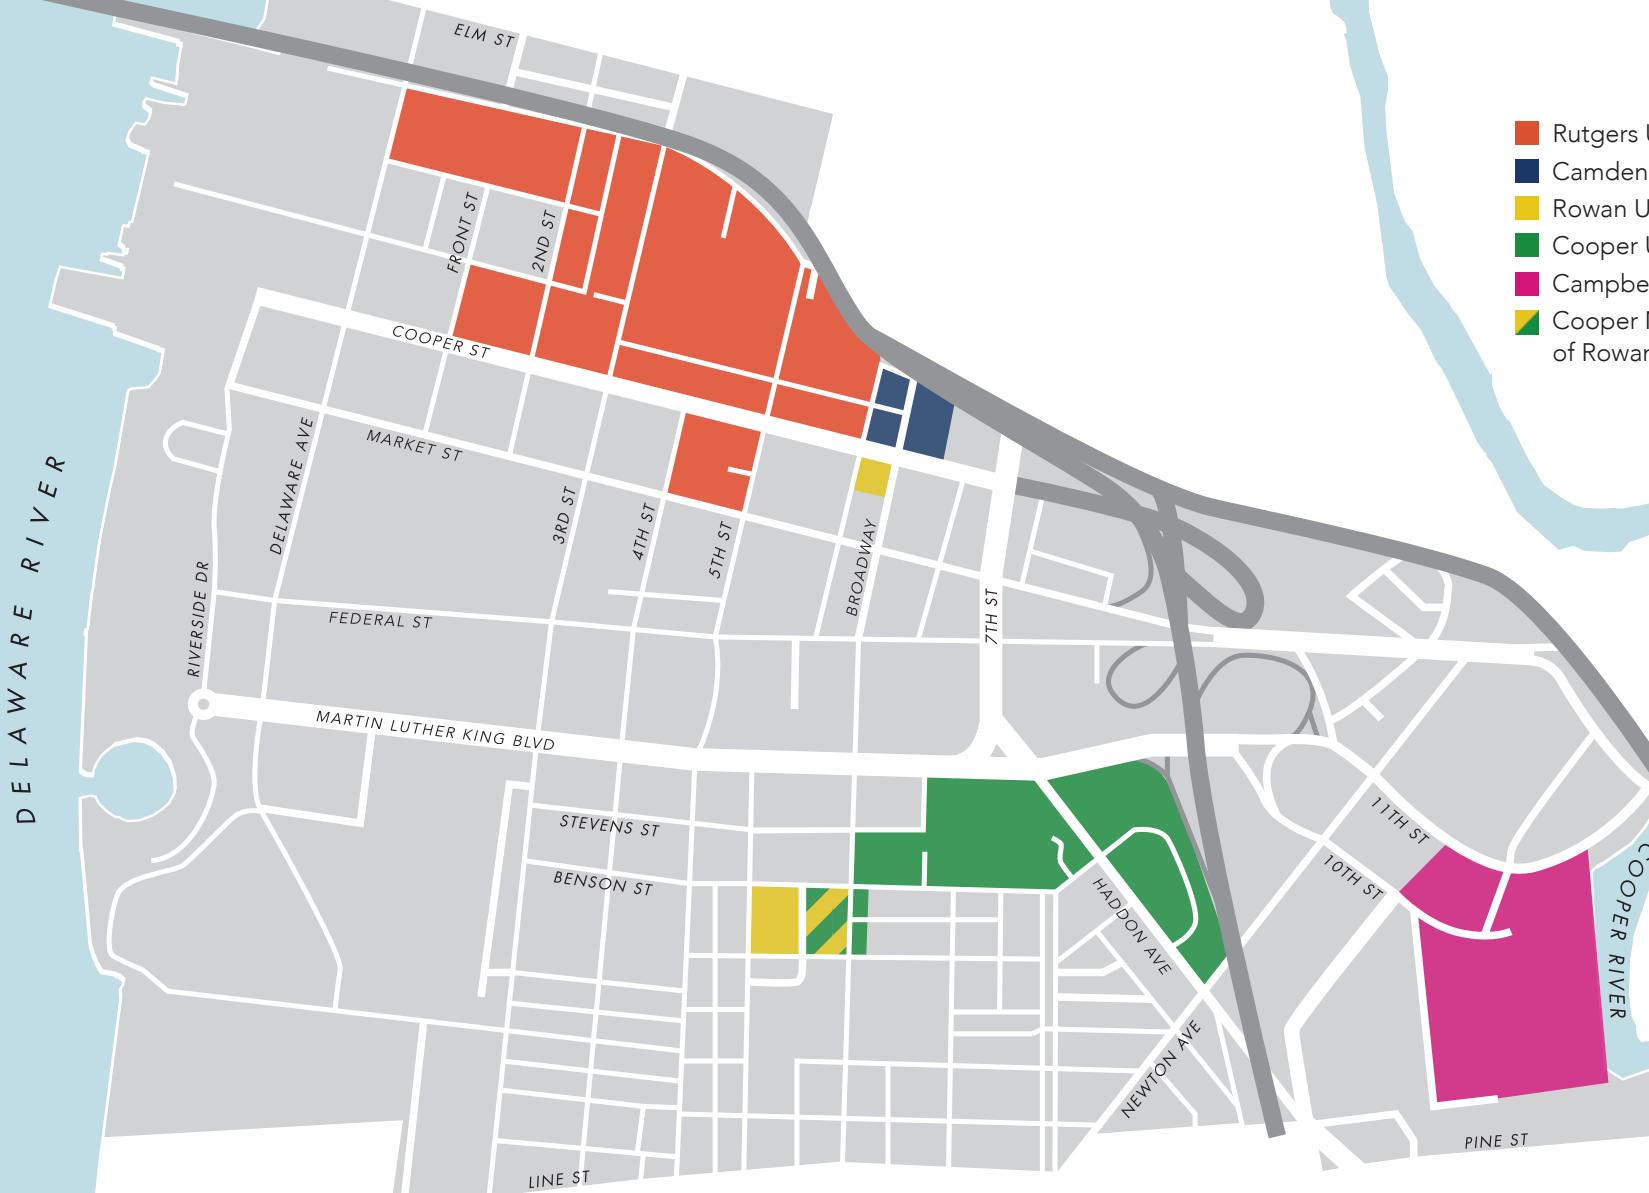 ELM ST
Rutgers U
Camden
Rowan U
Cooper U
Campbe
Cooper
of Rowan
FRONT ST
2ND ST
COOPER ST
MARKET ST
DELAWARE AVE
3RD ST
4TH ST
5TH ST
BROADWAY
7TH ST
DELAWARE RIVER
RIVERSIDE DR
FEDERAL ST
MARTIN LUTHER KING BLVD
STEVENS ST
BENSON ST
HADDON AVE
11TH ST
10TH ST
COOPER RIVER
NEWTON AVE
PINE ST
LINE ST